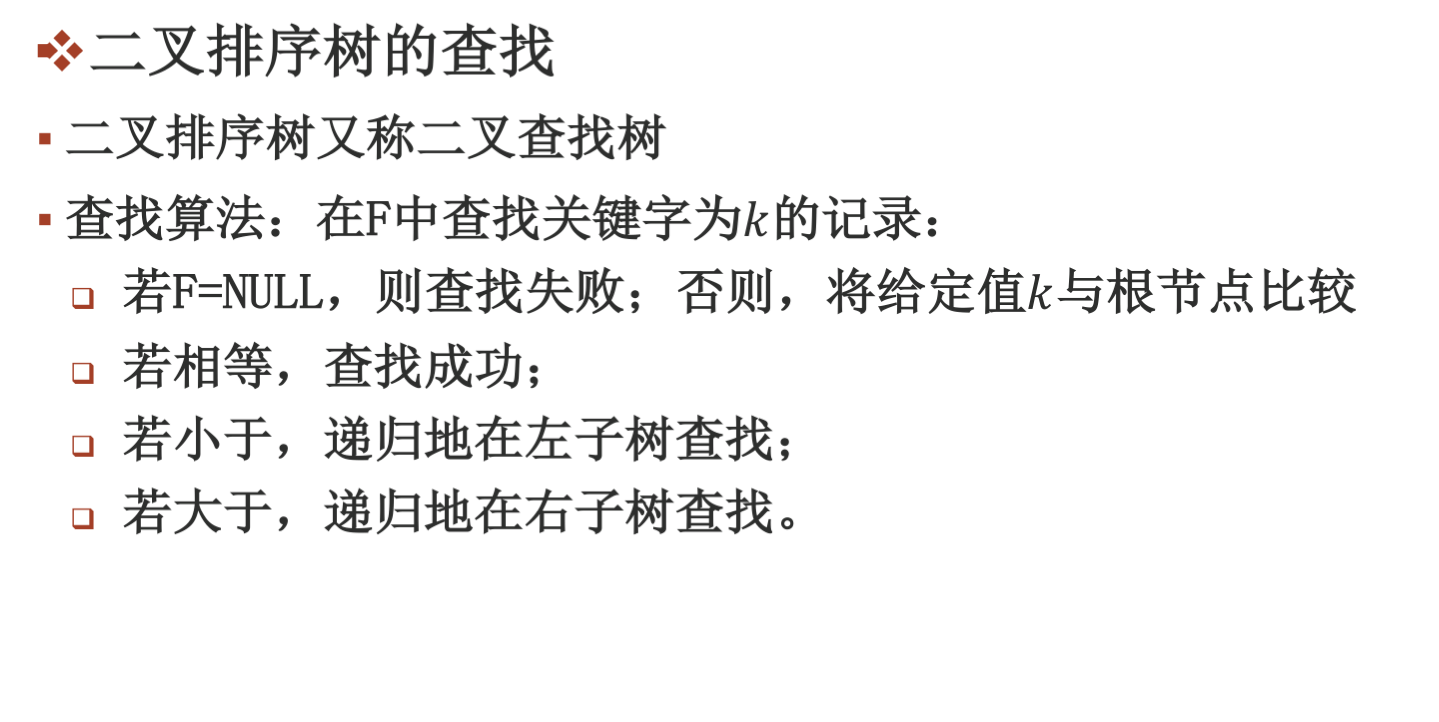 二叉排序树的查找
二叉排序树又称二叉查找树
查找算法：在F中查找关键字为k的记录：
若F=NULL，则查找失败；否则，将给定值k与根节点比较
若相等，查找成功；
若小于，递归地在左子树查找；
若大于，递归地在右子树查找。